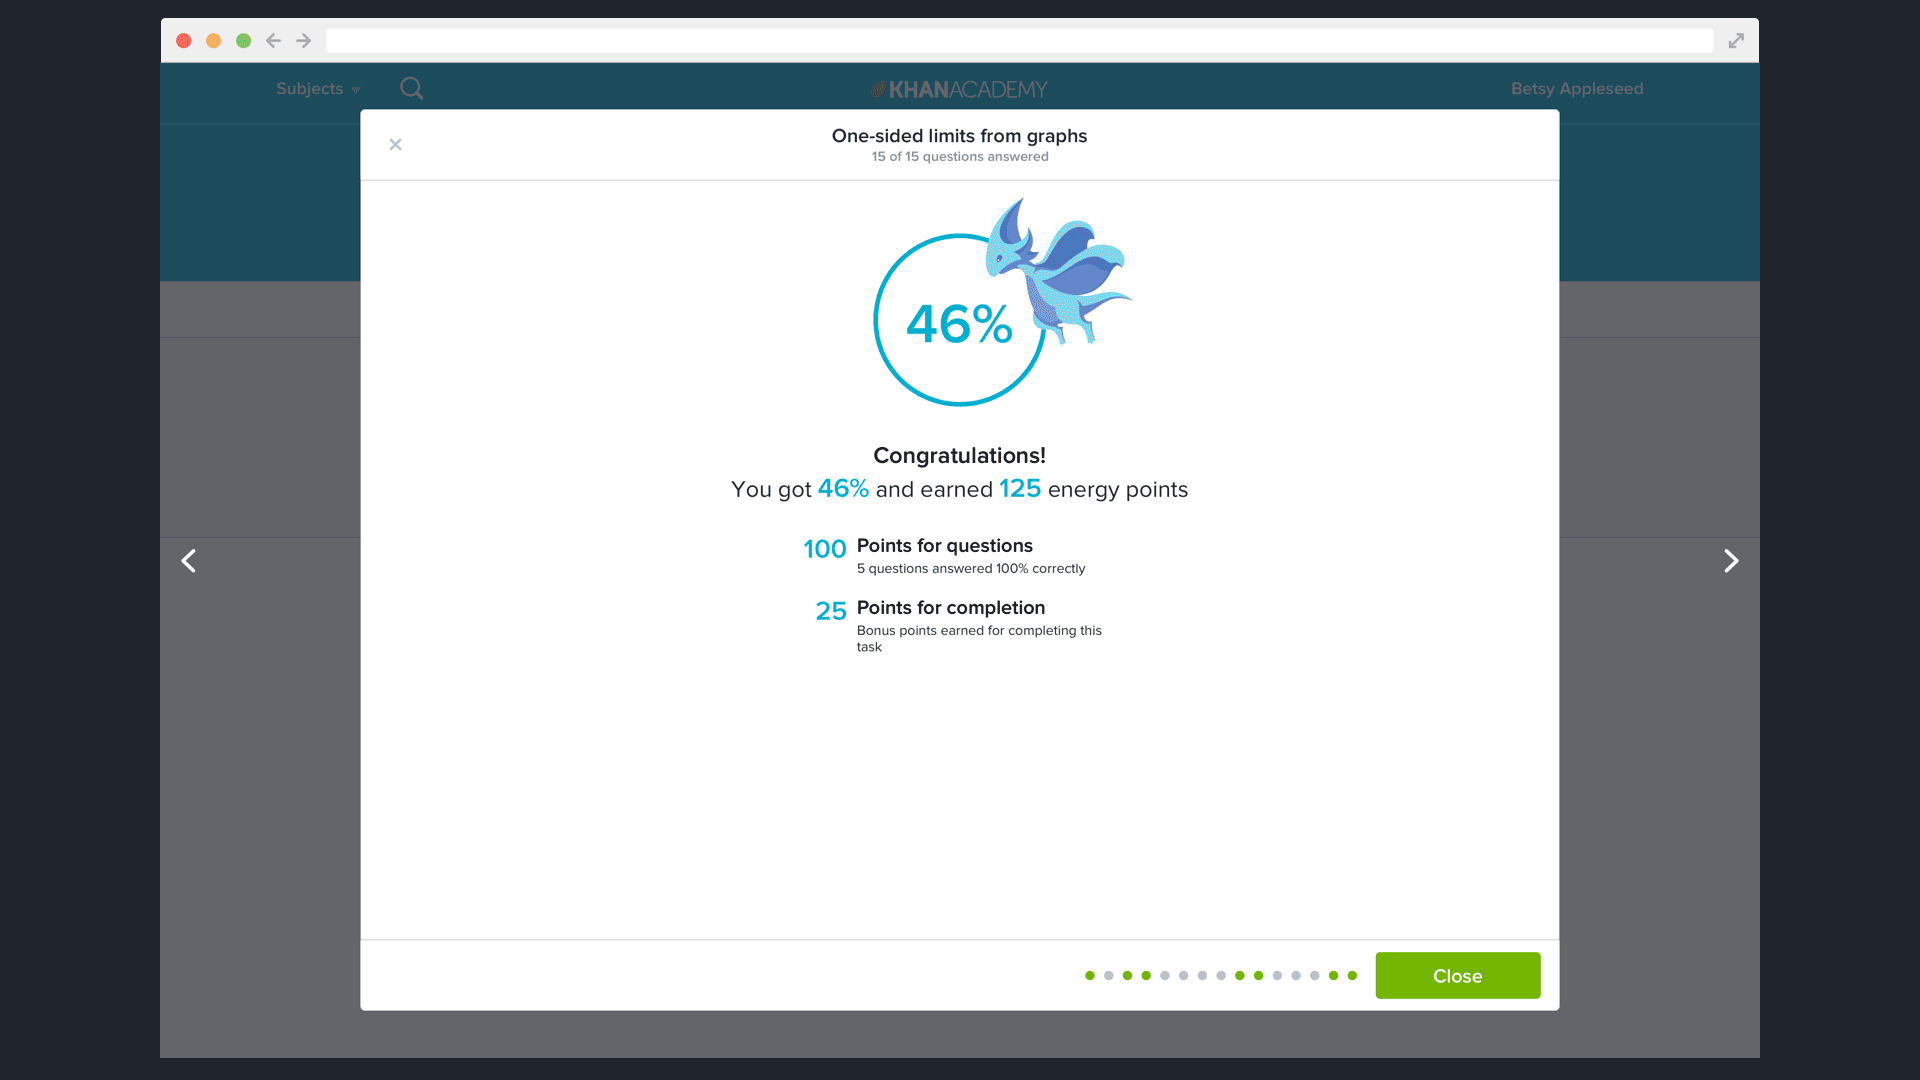 Subjects
KHANACADEMY
Betsy Appleseed
One-sided limits from graphs
15 of 15 questions answered
46%
Congratulations!
You got 46% and earned 125 energy points
100 Points for questions
5 questions answered 100% correctly
25 Points for completion
Bonus points earned for completing this
task
Close